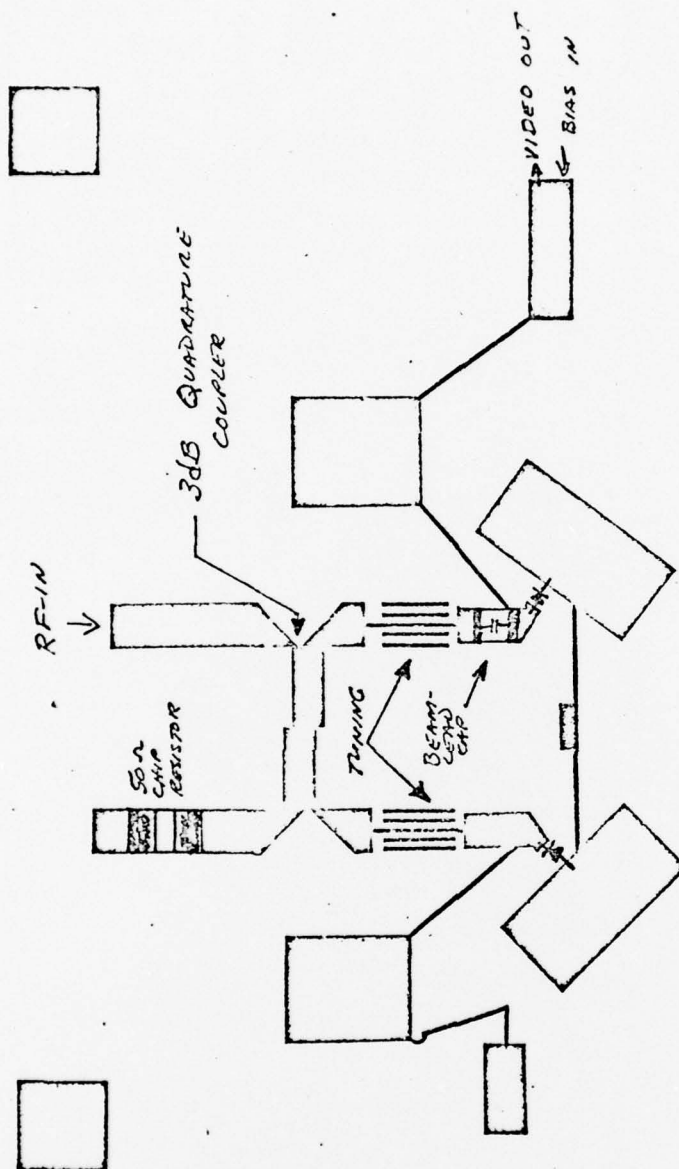 RF-IN
3dB QUADRATURE
COUPLER
50Ω
CHIP
RESISTOR
TUNING
BEAM-
LEAD
CAP
VIDEO OUT
BIAS IN